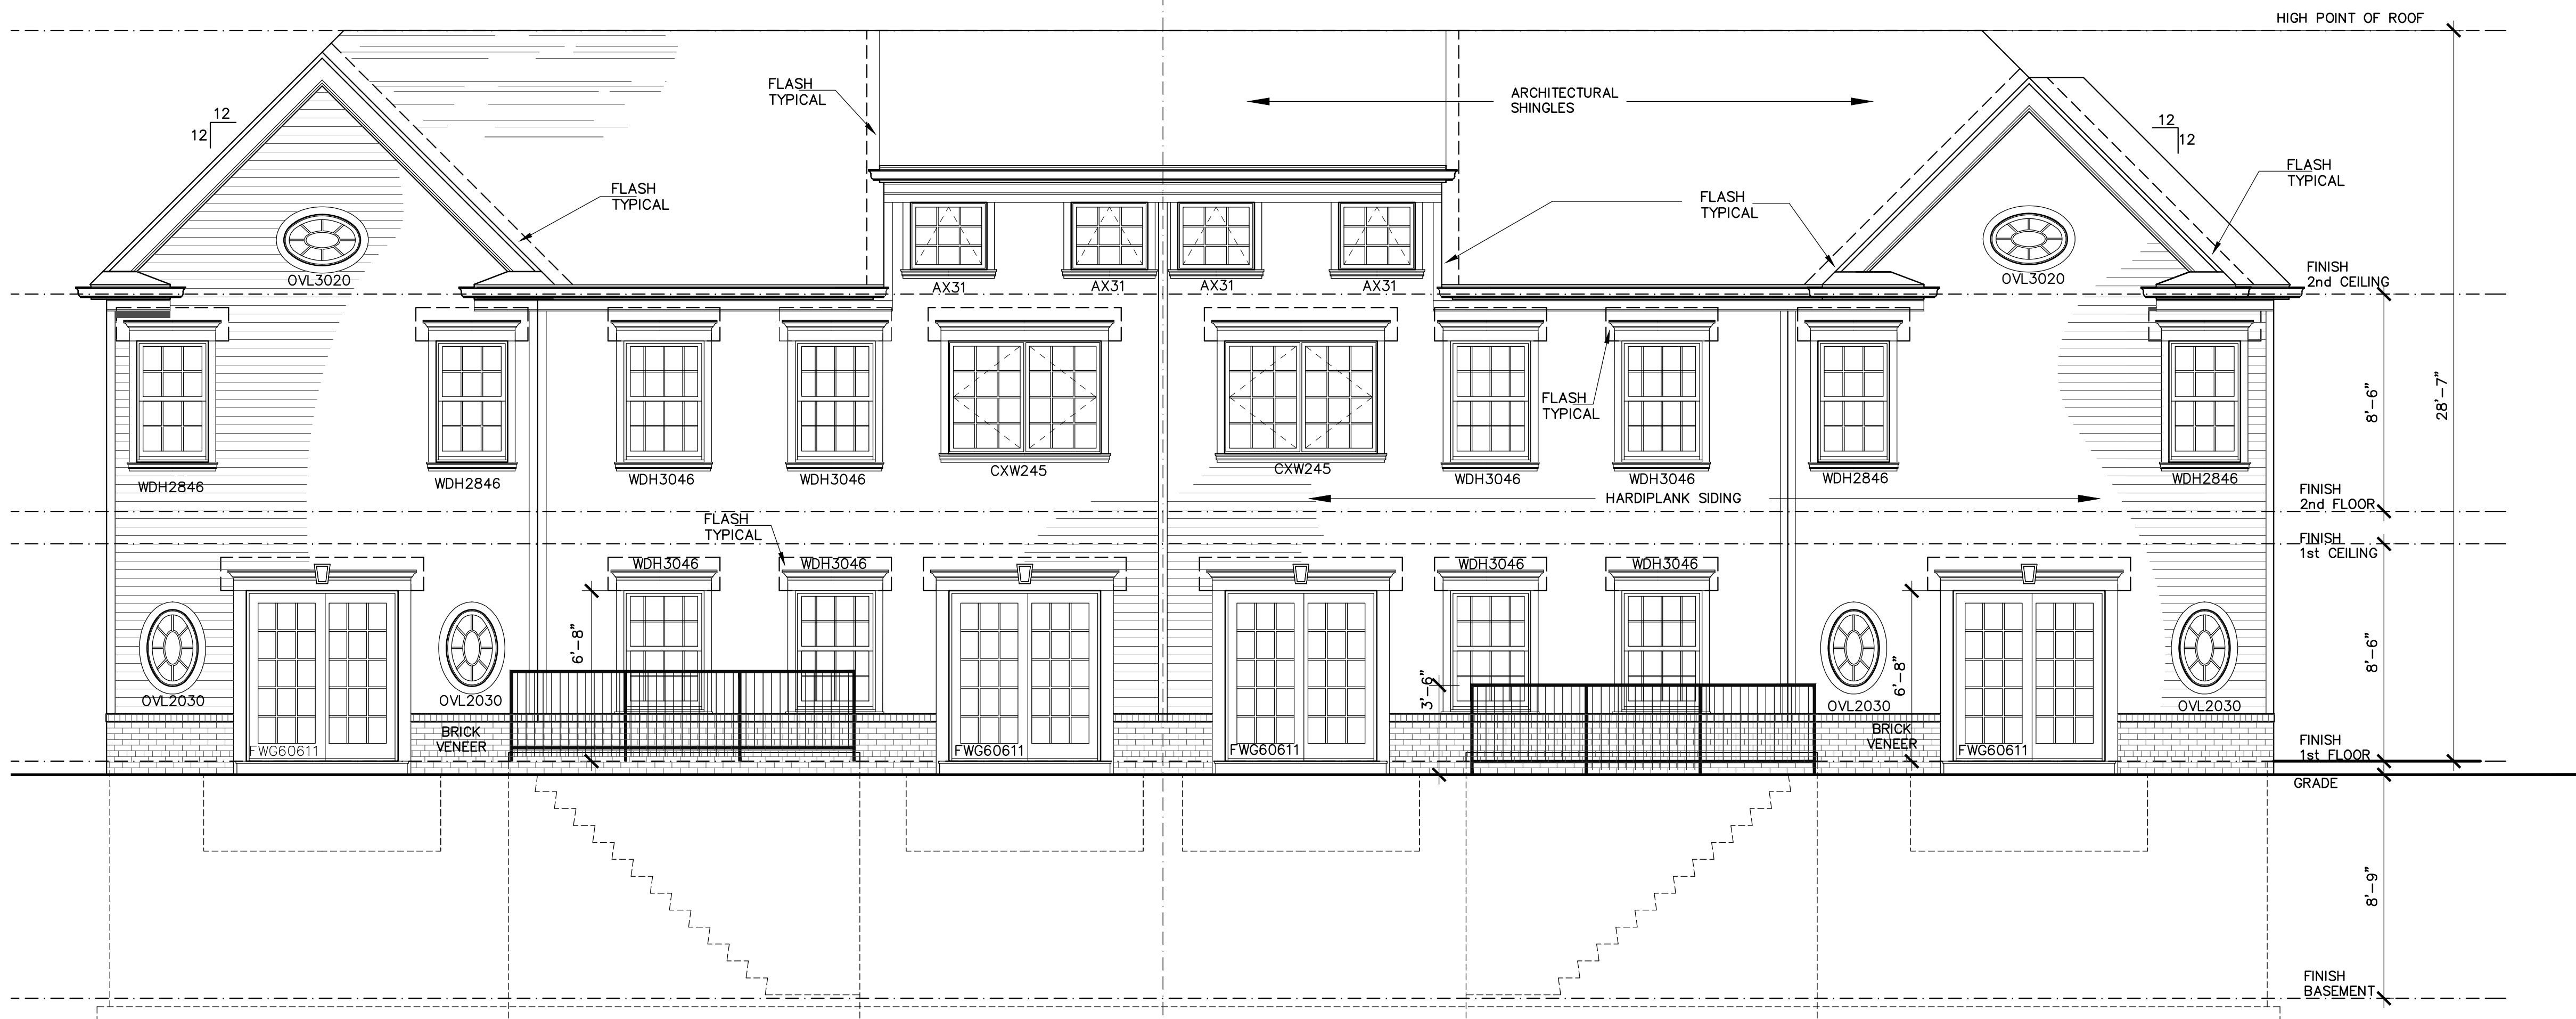 HIGH POINT OF ROOF
FLASH
TYPICAL
ARCHITECTURAL
SHINGLES
12
12
12
12
FLASH
TYPICAL
FLASH
TYPICAL
FLASH
TYPICAL
OVL3020
AX31
AX31
AX31
AX31
OVL3020
FINISH
2nd CEILING
28'-7"
8'-6"
FLASH
TYPICAL
WDH2846
WDH2846
WDH3046
WDH3046
CXW245
CXW245
WDH3046
WDH3046
WDH2846
WDH2846
HARDIPLANK SIDING
FINISH
2nd FLOOR
FLASH
TYPICAL
FINISH
1st CEILING
WDH3046
WDH3046
WDH3046
WDH3046
6'-8"
8'-6"
3'-6"
6'-8"
OVL2030
OVL2030
OVL2030
OVL2030
BRICK
VENEER
BRICK
VENEER
FWG60611
FWG60611
FWG60611
FWG60611
FINISH
1st FLOOR
GRADE
8'-9"
FINISH
BASEMENT